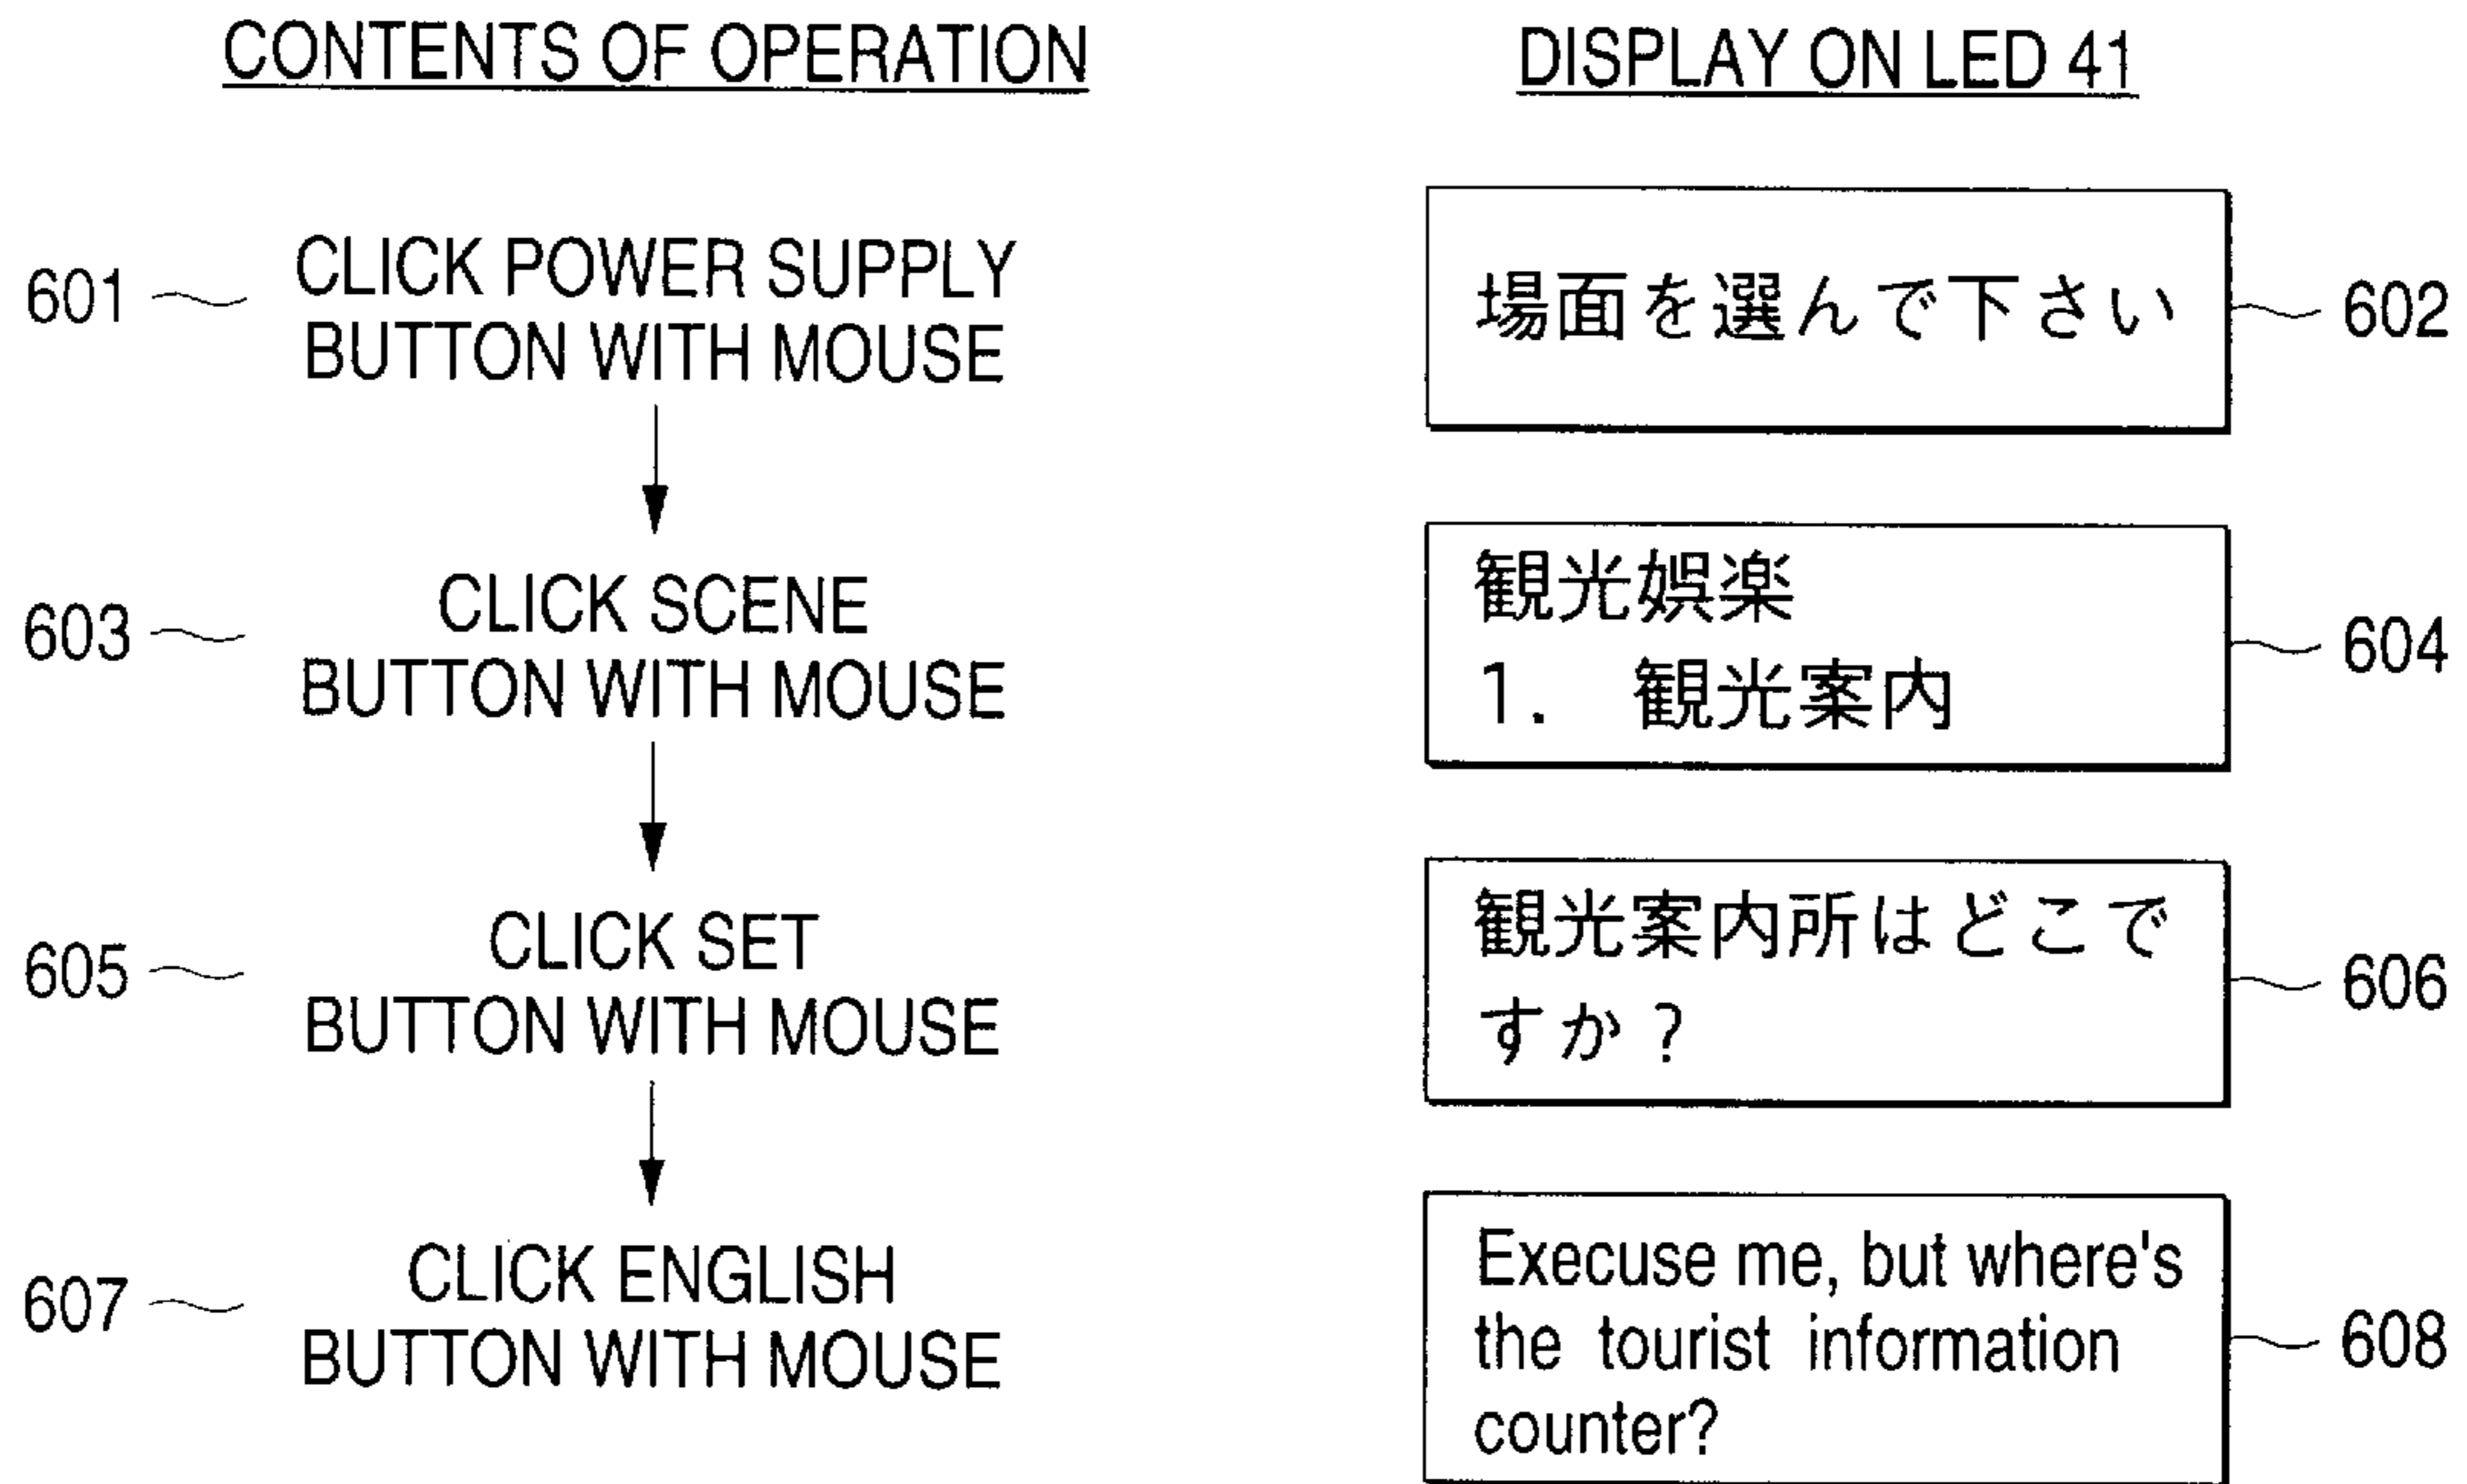 CONTENTS OF OPERATION
DISPLAY ON LED 41
601
CLICK POWER SUPPLY
BUTTON WITH MOUSE
場面を選んで下さい
602
603
CLICK SCENE
BUTTON WITH MOUSE
観光娯楽
1. 観光案内
604
605
CLICK SET
BUTTON WITH MOUSE
観光案内所はどこで
すか？
606
607
CLICK ENGLISH
BUTTON WITH MOUSE
Execuse me, but where's
the tourist information
counter?
608